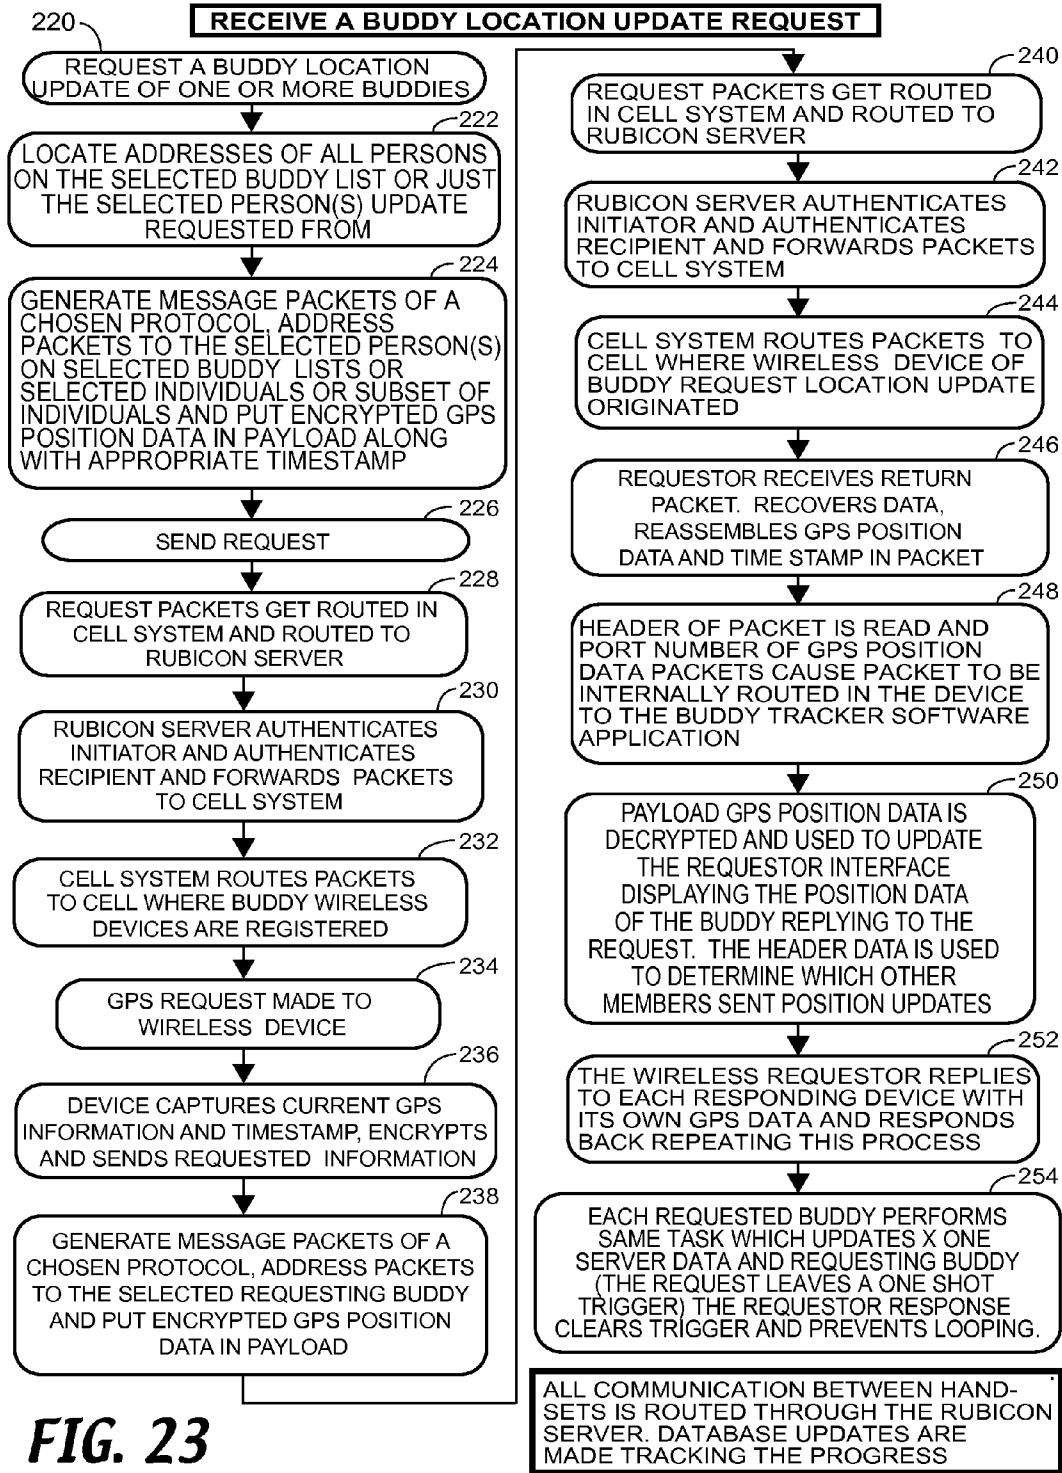 RECEIVE A BUDDY LOCATION UPDATE REQUEST
220
REQUEST A BUDDY LOCATION
UPDATE OF ONE OR MORE BUDDIES
222
LOCATE ADDRESSES OF ALL PERSONS
ON THE SELECTED BUDDY LIST OR JUST
THE SELECTED PERSON(S) UPDATE
REQUESTED FROM
224
GENERATE MESSAGE PACKETS OF A
CHOSEN PROTOCOL, ADDRESS
PACKETS TO THE SELECTED PERSON(S)
ON SELECTED BUDDY LISTS OR
SELECTED INDIVIDUALS OR SUBSET OF
INDIVIDUALS AND PUT ENCRYPTED GPS
POSITION DATA IN PAYLOAD ALONG
WITH APPROPRIATE TIMESTAMP
226
SEND REQUEST
228
REQUEST PACKETS GET ROUTED IN
CELL SYSTEM AND ROUTED TO
RUBICON SERVER
230
RUBICON SERVER AUTHENTICATES
INITIATOR AND AUTHENTICATES
RECIPIENT AND FORWARDS PACKETS
TO CELL SYSTEM
232
CELL SYSTEM ROUTES PACKETS
TO CELL WHERE BUDDY WIRELESS
DEVICES ARE REGISTERED
234
GPS REQUEST MADE TO
WIRELESS DEVICE
236
DEVICE CAPTURES CURRENT GPS
INFORMATION AND TIMESTAMP, ENCRYPTS
AND SENDS REQUESTED INFORMATION
238
GENERATE MESSAGE PACKETS OF A
CHOSEN PROTOCOL, ADDRESS PACKETS
TO THE SELECTED REQUESTING BUDDY
AND PUT ENCRYPTED GPS POSITION
DATA IN PAYLOAD
240
REQUEST PACKETS GET ROUTED
IN CELL SYSTEM AND ROUTED TO
RUBICON SERVER
242
RUBICON SERVER AUTHENTICATES
INITIATOR AND AUTHENTICATES
RECIPIENT AND FORWARDS PACKETS
TO CELL SYSTEM
244
CELL SYSTEM ROUTES PACKETS TO
CELL WHERE WIRELESS DEVICE OF
BUDDY REQUEST LOCATION UPDATE
ORIGINATED
246
REQUESTOR RECEIVES RETURN
PACKET. RECOVERS DATA,
REASSEMBLES GPS POSITION
DATA AND TIME STAMP IN PACKET
248
HEADER OF PACKET IS READ AND
PORT NUMBER OF GPS POSITION
DATA PACKETS CAUSE PACKET TO BE
INTERNALLY ROUTED IN THE DEVICE
TO THE BUDDY TRACKER SOFTWARE
APPLICATION
250
PAYLOAD GPS POSITION DATA IS
DECRYPTED AND USED TO UPDATE
THE REQUESTOR INTERFACE
DISPLAYING THE POSITION DATA
OF THE BUDDY REPLYING TO THE
REQUEST. THE HEADER DATA IS USED
TO DETERMINE WHICH OTHER
MEMBERS SENT POSITION UPDATES
252
THE WIRELESS REQUESTOR REPLIES
TO EACH RESPONDING DEVICE WITH
ITS OWN GPS DATA AND RESPONDS
BACK REPEATING THIS PROCESS
254
EACH REQUESTED BUDDY PERFORMS
SAME TASK WHICH UPDATES X ONE
SERVER DATA AND REQUESTING BUDDY
(THE REQUEST LEAVES A ONE SHOT
TRIGGER) THE REQUESTOR RESPONSE
CLEARS TRIGGER AND PREVENTS LOOPING.
ALL COMMUNICATION BETWEEN HAND-
SETS IS ROUTED THROUGH THE RUBICON
SERVER. DATABASE UPDATES ARE
MADE TRACKING THE PROGRESS
FIG. 23